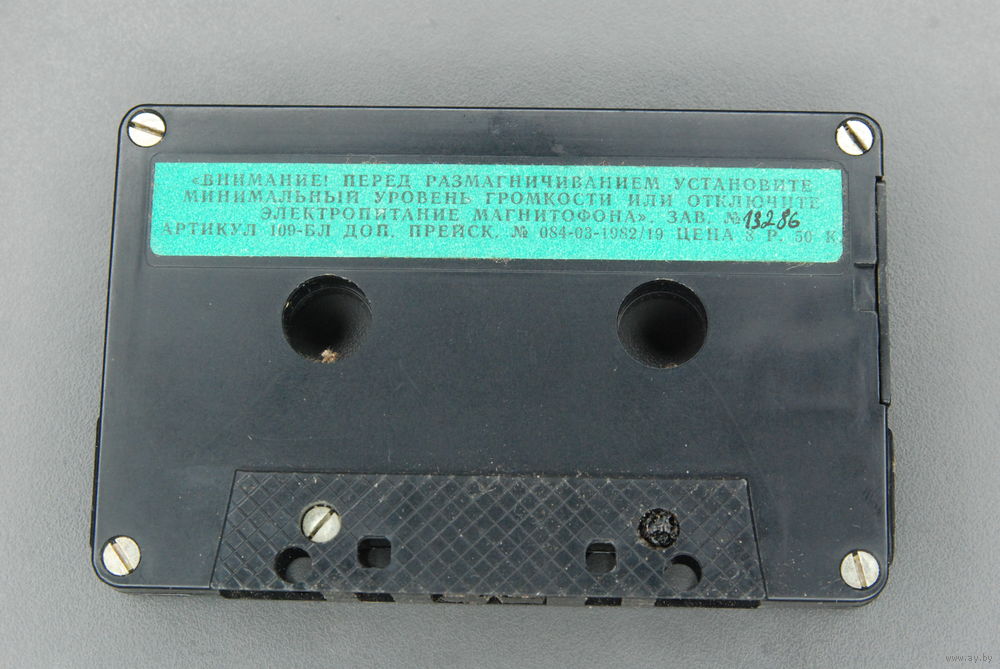 «ВНИМАНИЕ! ПЕРЕД РАЗМАГНИЧИВАНИЕМ УСТАНОВИТЕ
МИНИМАЛЬНЫЙ УРОВЕНЬ ГРОМКОСТИ ИЛИ ОТКЛЮЧИТЕ
ЭЛЕКТРОПИТАНИЕ МАГНИТОФОНА». ЗАВ. № 13286
АРТИКУЛ 109-БЛ ДОП. ПРЕЙСК. № 084-03-1982/19 ЦЕНА 8 Р. 50 К.
www.ay.by